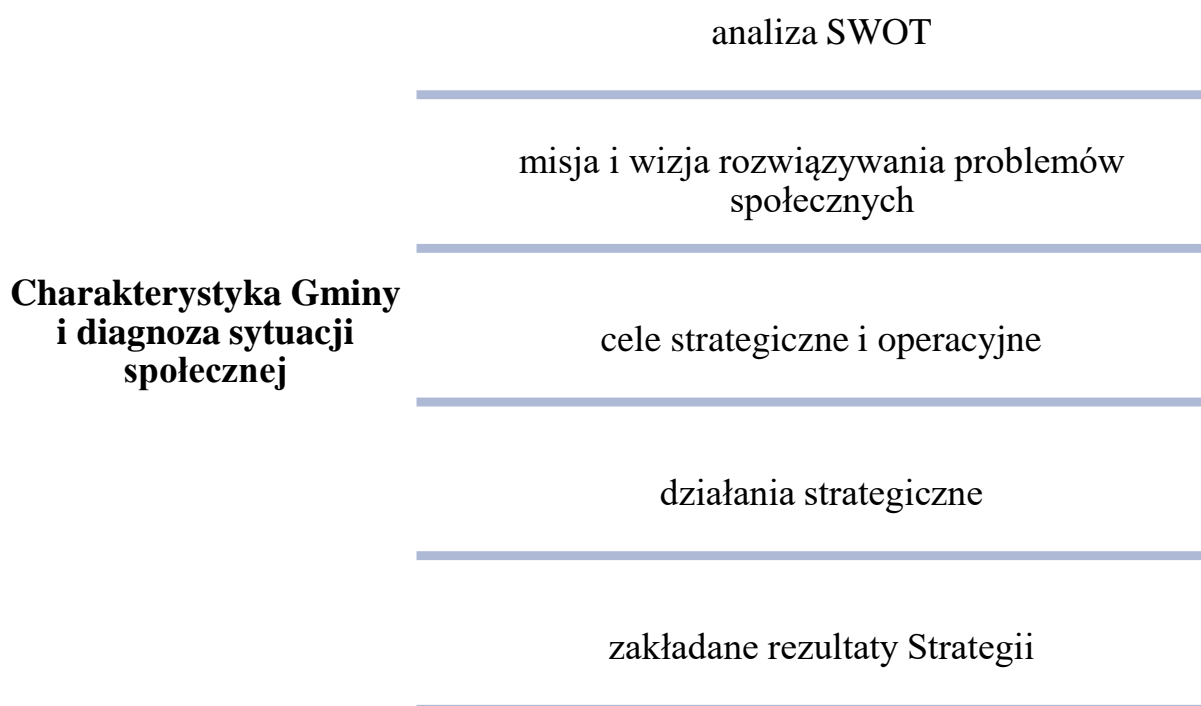 analiza SWOT
misja i wizja rozwiązywania problemów
społecznych
Charakterystyka Gminy
i diagnoza sytuacji
społecznej
cele strategiczne i operacyjne
działania strategiczne
zakładane rezultaty Strategii